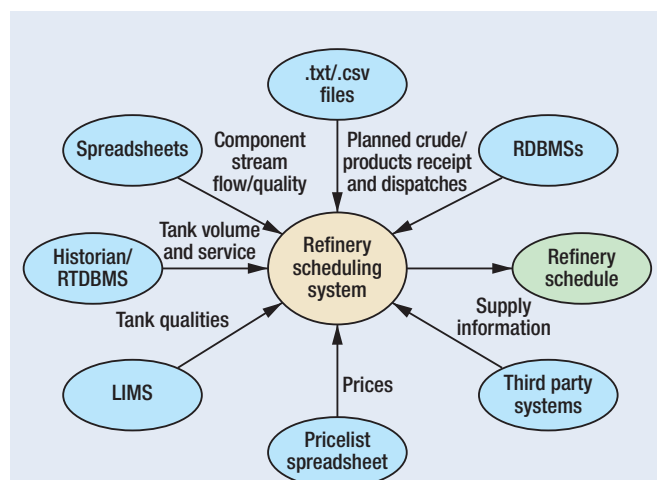 .txt/.csv
files
Spreadsheets
Component
stream
flow/quality
Planned crude/
products receipt
and dispatches
RDBMSs
Historian/
RTDBMS
Tank volume
and service
Refinery
scheduling
system
Refinery
schedule
Tank qualities
Supply
information
LIMS
Prices
Third party
systems
Pricelist
spreadsheet